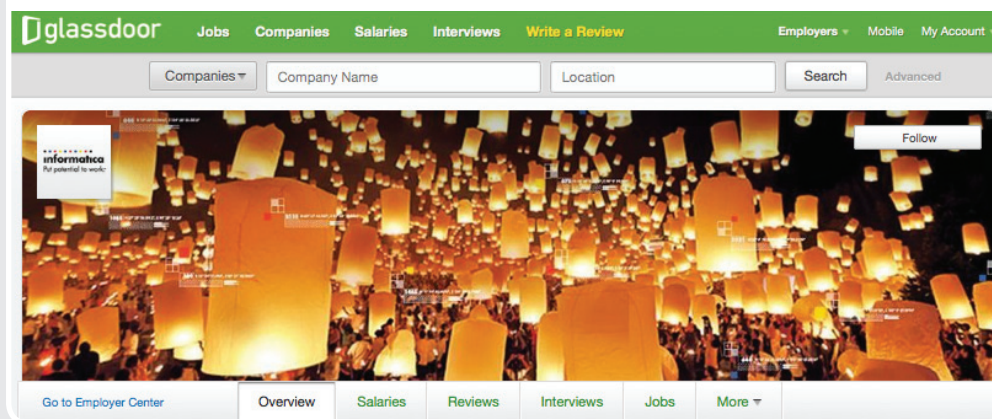 glassdoor Jobs Companies Salaries Interviews Write a Review Employers Mobile My Account
Companies Company Name Location Search Advanced
informatica
Put potential to work
Follow
Go to Employer Center Overview Salaries Reviews Interviews Jobs More